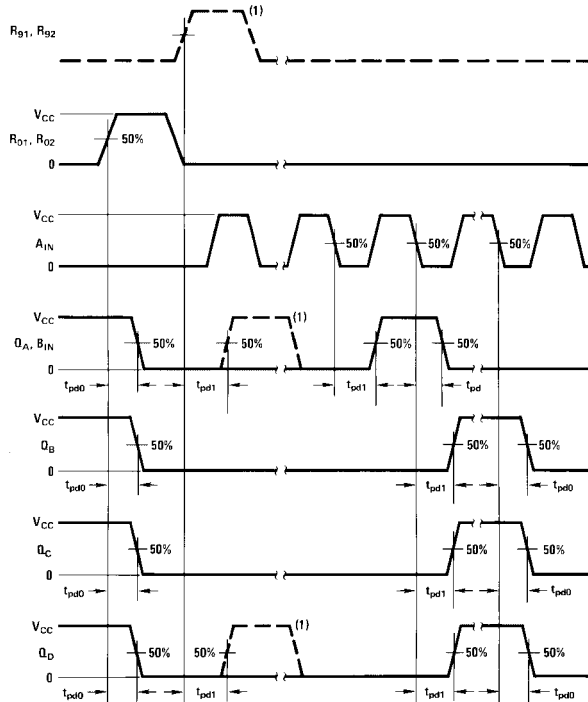 R91, R92
(1)
VCC
R01, R02
50%
0
VCC
AIN
50%
50%
50%
0
VCC
(1)
QA, BIN
50%
50%
50%
50%
0
tpd0
tpd1
tpd1
tpd
VCC
QB
50%
50%
50%
0
tpd0
tpd1
tpd0
VCC
QC
50%
50%
50%
0
tpd0
tpd1
tpd0
VCC
(1)
QD
50%
50%
50%
50%
0
tpd0
tpd1
tpd1
tpd0